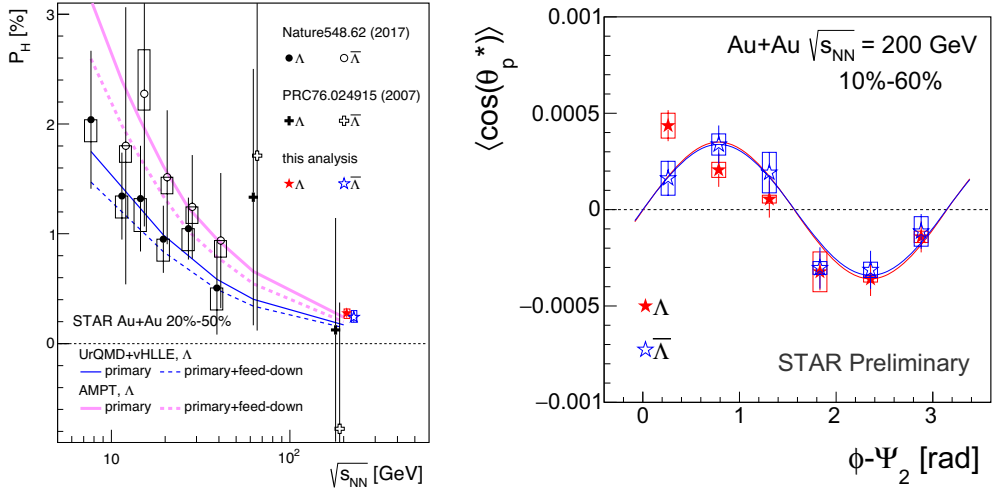 P_H [%]
3
2
1
0
Nature548.62 (2017)
Λ Λ̅
PRC76.024915 (2007)
Λ Λ̅
this analysis
Λ Λ̅
STAR Au+Au 20%-50%
UrQMD+vHLLE, Λ
primary primary+feed-down
AMPT, Λ
primary primary+feed-down
10 10²
√s_NN [GeV]
⟨cos(θ_p*)⟩
0.001
0.0005
0
−0.0005
−0.001
Au+Au √s_NN = 200 GeV
10%-60%
Λ
Λ̅
STAR Preliminary
0 1 2 3
ϕ-Ψ₂ [rad]